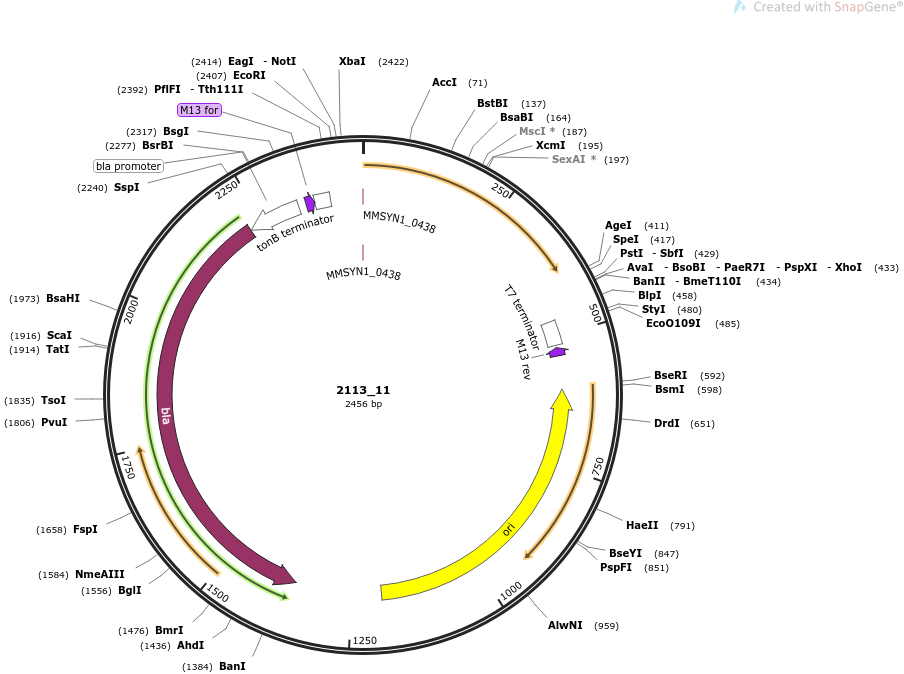 Created with SnapGene®
(2414) EagI - NotI
(2407) EcoRI
(2392) PflFI - Tth111I
M13 for
(2317) BsgI
(2277) BsrBI
bla promoter
(2240) SspI
XbaI (2422)
AccI (71)
BstBI (137)
BsaBI (164)
MscI * (187)
XcmI (195)
SexAI * (197)
AgeI (411)
SpeI (417)
PstI - SbfI (429)
AvaI - BsoBI - PaeR7I - PspXI - XhoI (433)
BanII - BmeT110I (434)
BlpI (458)
StyI (480)
EcoO109I (485)
BseRI (592)
BsmI (598)
DrdI (651)
HaeII (791)
BseYI (847)
PspFI (851)
AlwNI (959)
(1973) BsaHI
(1916) ScaI
(1914) TatI
(1835) TsoI
(1806) PvuI
(1658) FspI
(1584) NmeAIII
(1556) BglI
(1476) BmrI
(1436) AhdI
(1384) BanI
250
500
750
1000
1250
1500
1750
2000
2250
tonB terminator
MMSYN1_0438
MMSYN1_0438
T7 terminator
M13 rev
bla
ori
2113_11
2456 bp